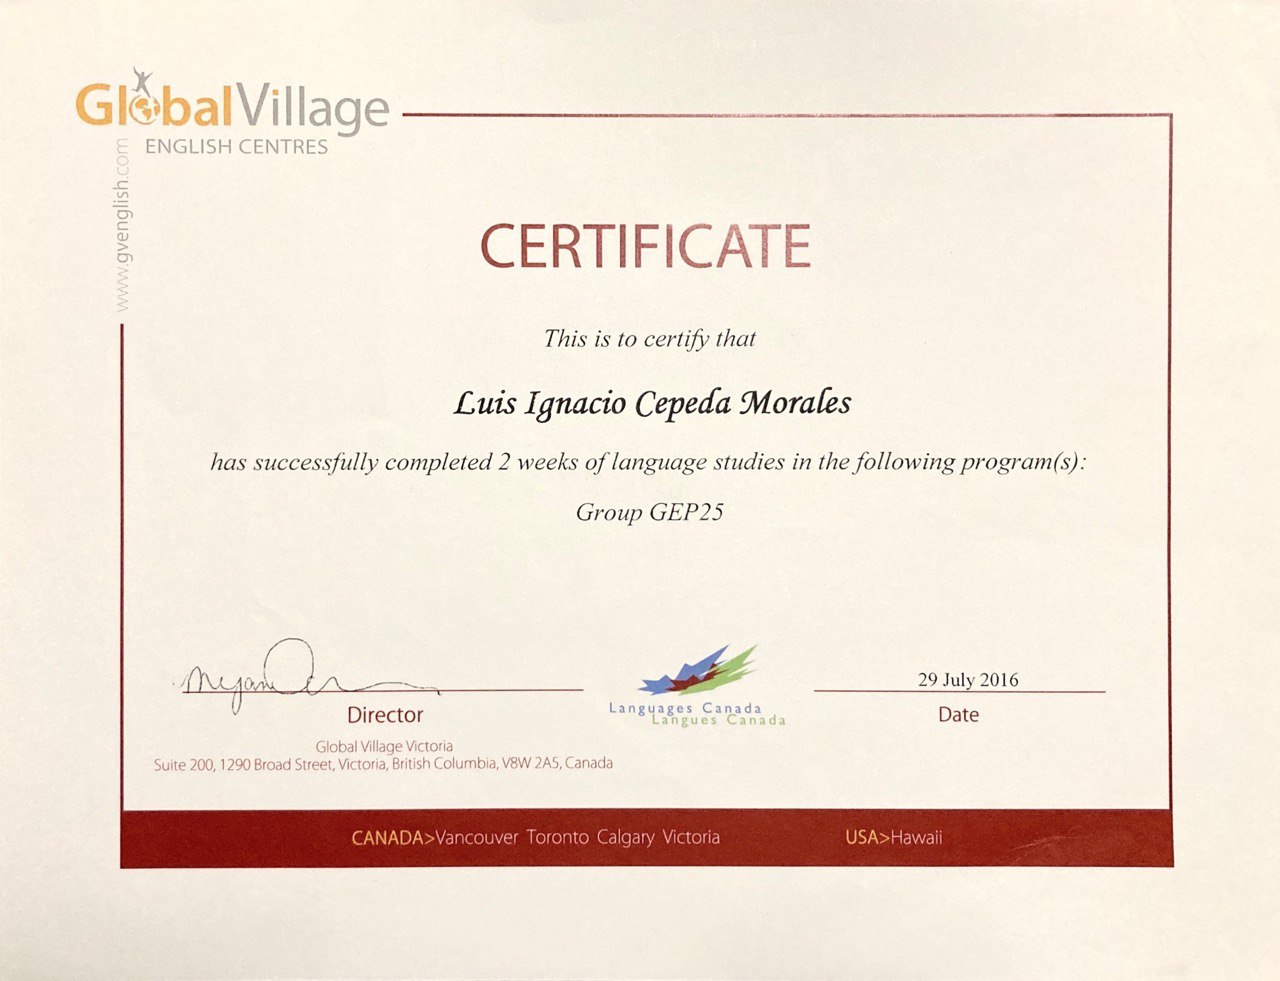 GlobalVillage
ENGLISH CENTRES
www.gvenglish.com
CERTIFICATE
This is to certify that
Luis Ignacio Cepeda Morales
has successfully completed 2 weeks of language studies in the following program(s):
Group GEP25
29 July 2016
Director
Languages Canada
Langues Canada
Date
Global Village Victoria
Suite 200, 1290 Broad Street, Victoria, British Columbia, V8W 2A5, Canada
CANADA>Vancouver Toronto Calgary Victoria USA>Hawaii